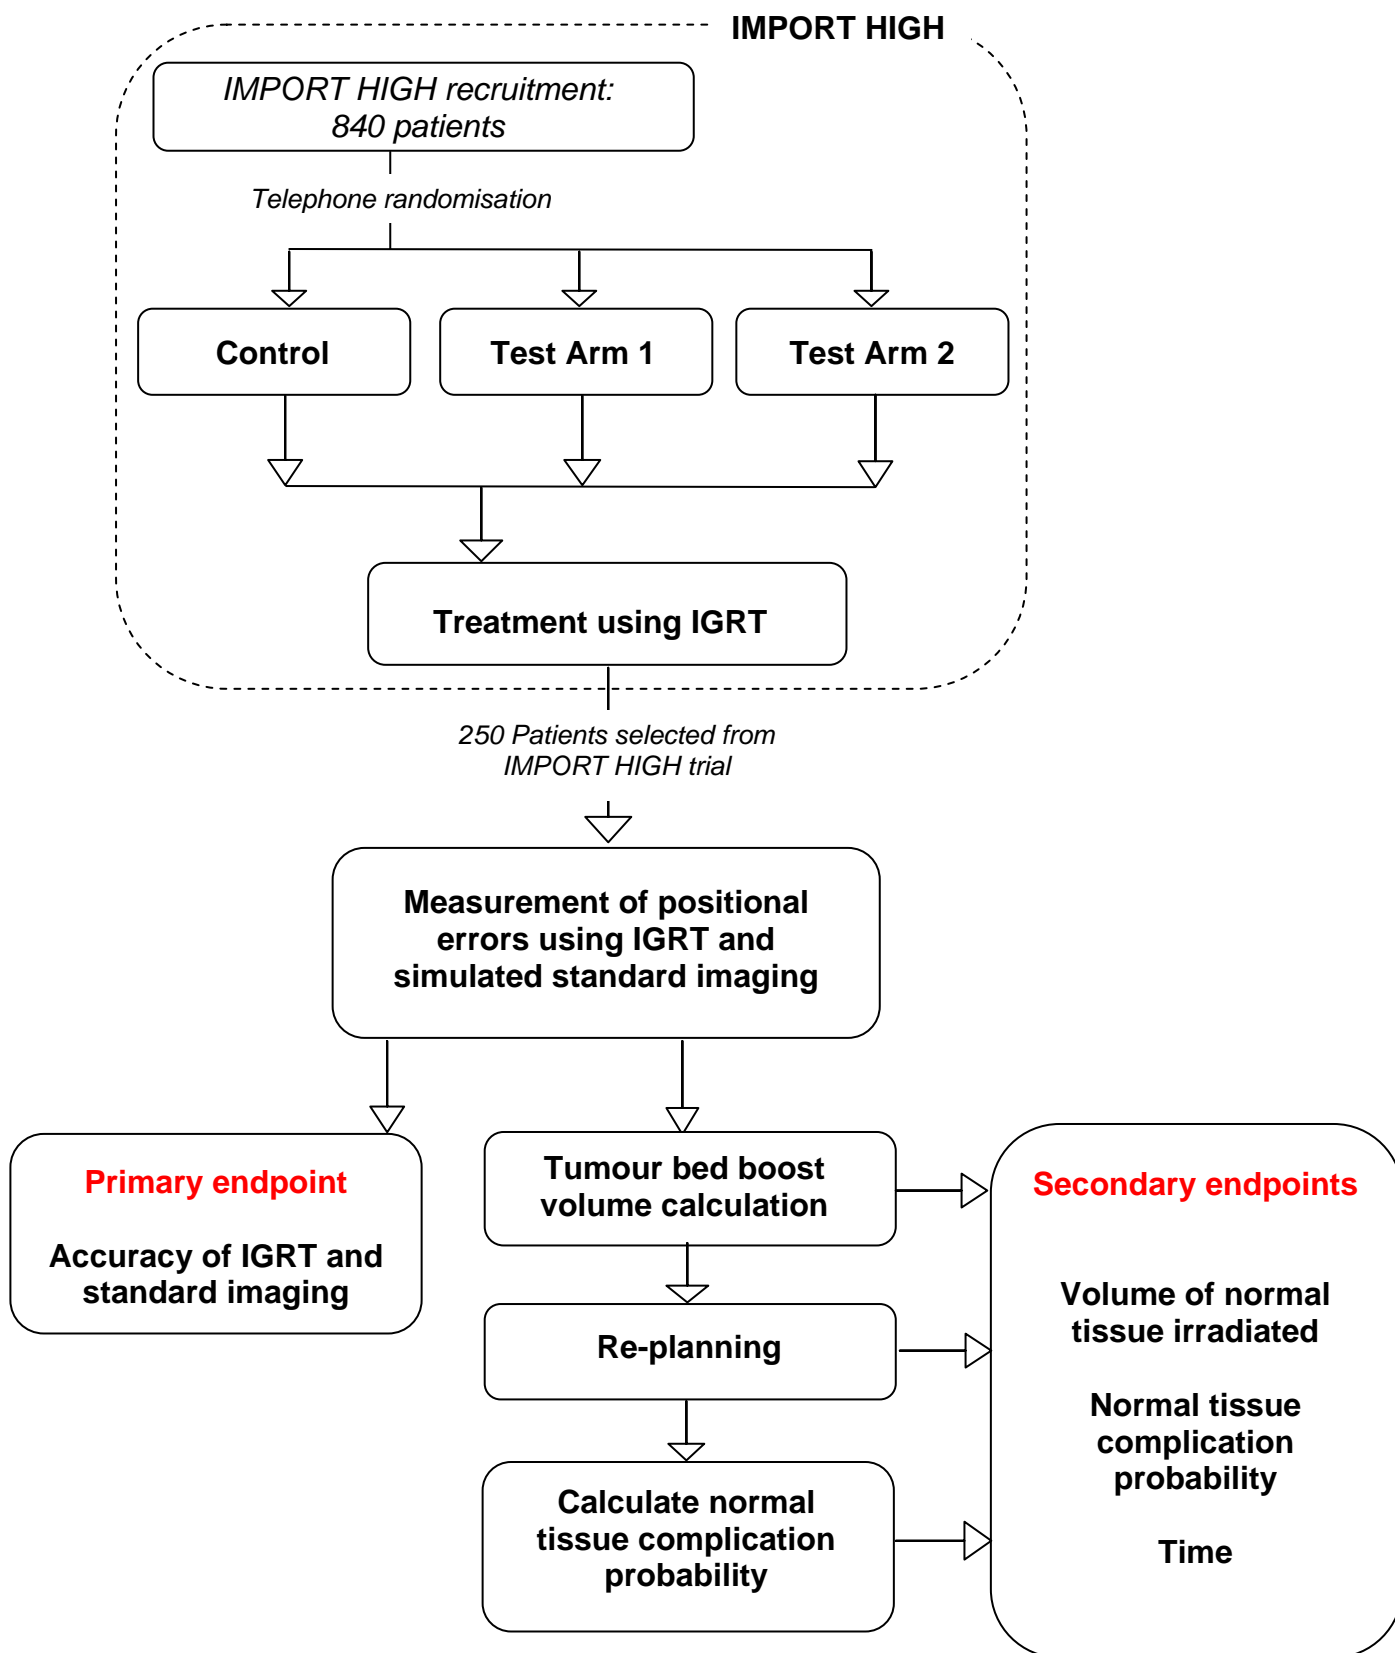 IMPORT HIGH
IMPORT HIGH recruitment:
840 patients
Telephone randomisation
Control
Test Arm 1
Test Arm 2
Treatment using IGRT
250 Patients selected from
IMPORT HIGH trial
Measurement of positional
errors using IGRT and
simulated standard imaging
Primary endpoint
Accuracy of IGRT and
standard imaging
Tumour bed boost
volume calculation
Re-planning
Calculate normal
tissue complication
probability
Secondary endpoints
Volume of normal
tissue irradiated
Normal tissue
complication
probability
Time